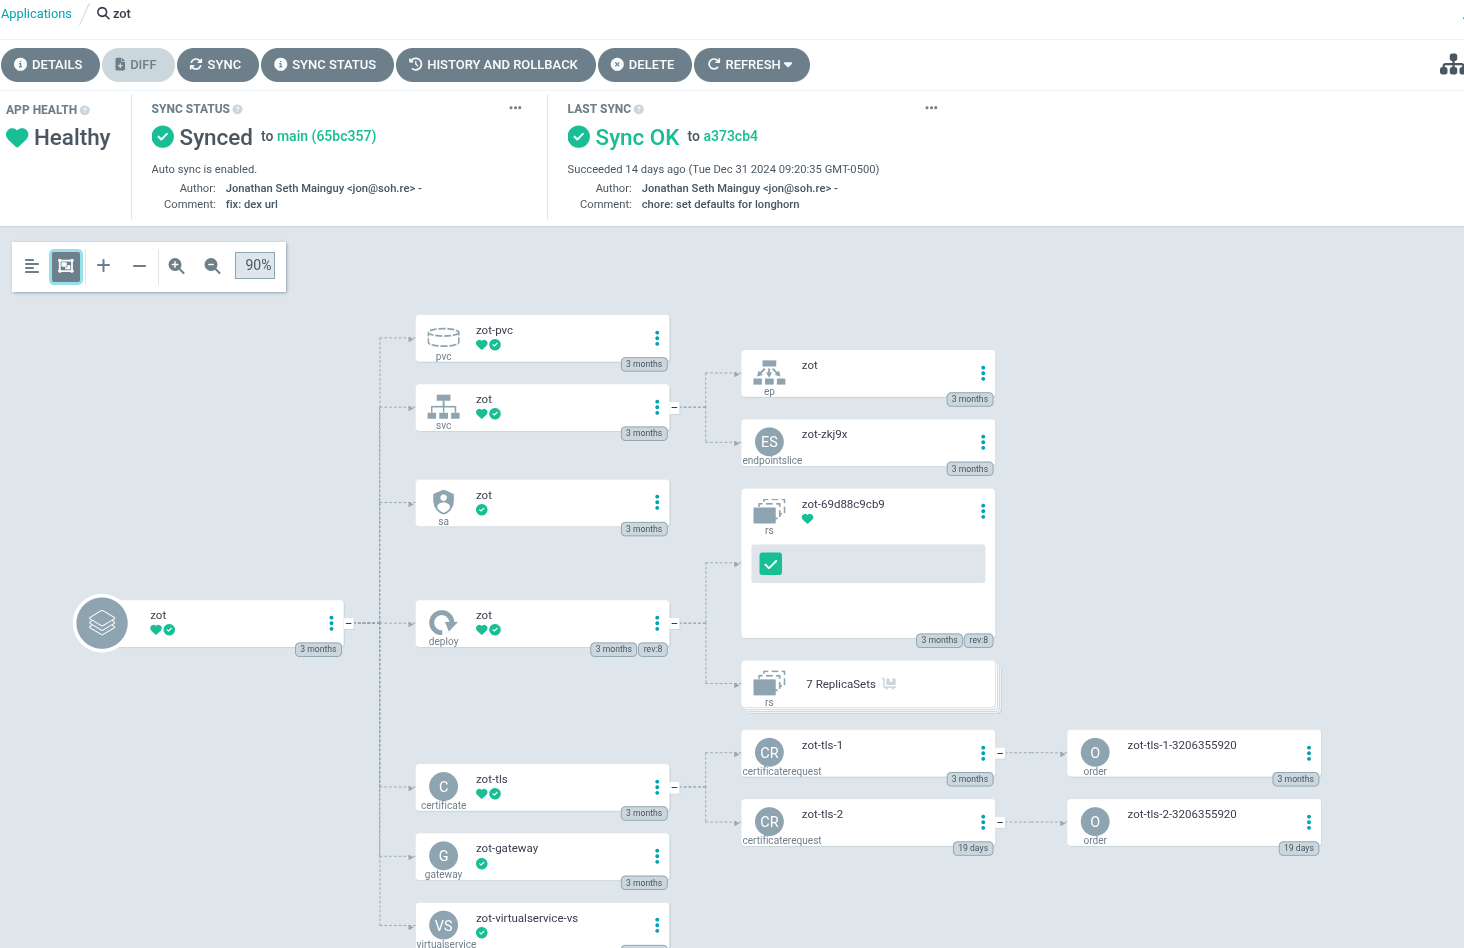 Applications
zot
DETAILS
DIFF
SYNC
SYNC STATUS
HISTORY AND ROLLBACK
DELETE
REFRESH
APP HEALTH
Healthy
SYNC STATUS
Synced to main (65bc357)
Auto sync is enabled.
Author: Jonathan Seth Mainguy <jon@soh.re> -
Comment: fix: dex url
LAST SYNC
Sync OK to a373cb4
Succeeded 14 days ago (Tue Dec 31 2024 09:20:35 GMT-0500)
Author: Jonathan Seth Mainguy <jon@soh.re> -
Comment: chore: set defaults for longhorn
90%
zot
3 months
zot-pvc
pvc
3 months
zot
svc
3 months
zot
sa
3 months
zot
deploy
3 months
rev:8
C
zot-tls
certificate
3 months
G
zot-gateway
gateway
3 months
VS
zot-virtualservice-vs
virtualservice
zot
ep
3 months
ES
zot-zkj9x
endpointslice
3 months
zot-69d88c9cb9
rs
3 months
rev:8
7 ReplicaSets
rs
CR
zot-tls-1
certificaterequest
3 months
CR
zot-tls-2
certificaterequest
19 days
O
zot-tls-1-3206355920
order
3 months
O
zot-tls-2-3206355920
order
19 days